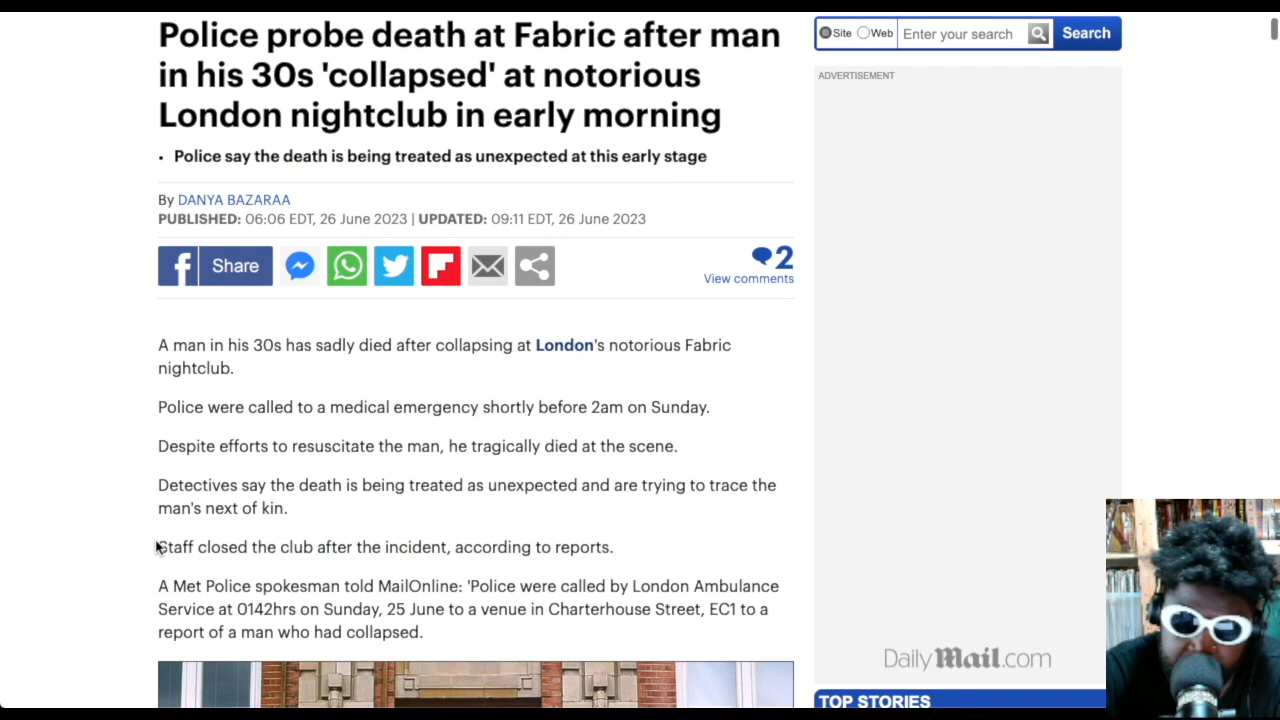 Police probe death at Fabric after man
in his 30s 'collapsed' at notorious
London nightclub in early morning
• Police say the death is being treated as unexpected at this early stage
By DANYA BAZARAA
PUBLISHED: 06:06 EDT, 26 June 2023 | UPDATED: 09:11 EDT, 26 June 2023
Share
2
View comments
A man in his 30s has sadly died after collapsing at London's notorious Fabric
nightclub.
Police were called to a medical emergency shortly before 2am on Sunday.
Despite efforts to resuscitate the man, he tragically died at the scene.
Detectives say the death is being treated as unexpected and are trying to trace the
man's next of kin.
Staff closed the club after the incident, according to reports.
A Met Police spokesman told MailOnline: 'Police were called by London Ambulance
Service at 0142hrs on Sunday, 25 June to a venue in Charterhouse Street, EC1 to a
report of a man who had collapsed.
Site Web Enter your search Search
ADVERTISEMENT
DailyMail.com
TOP STORIES